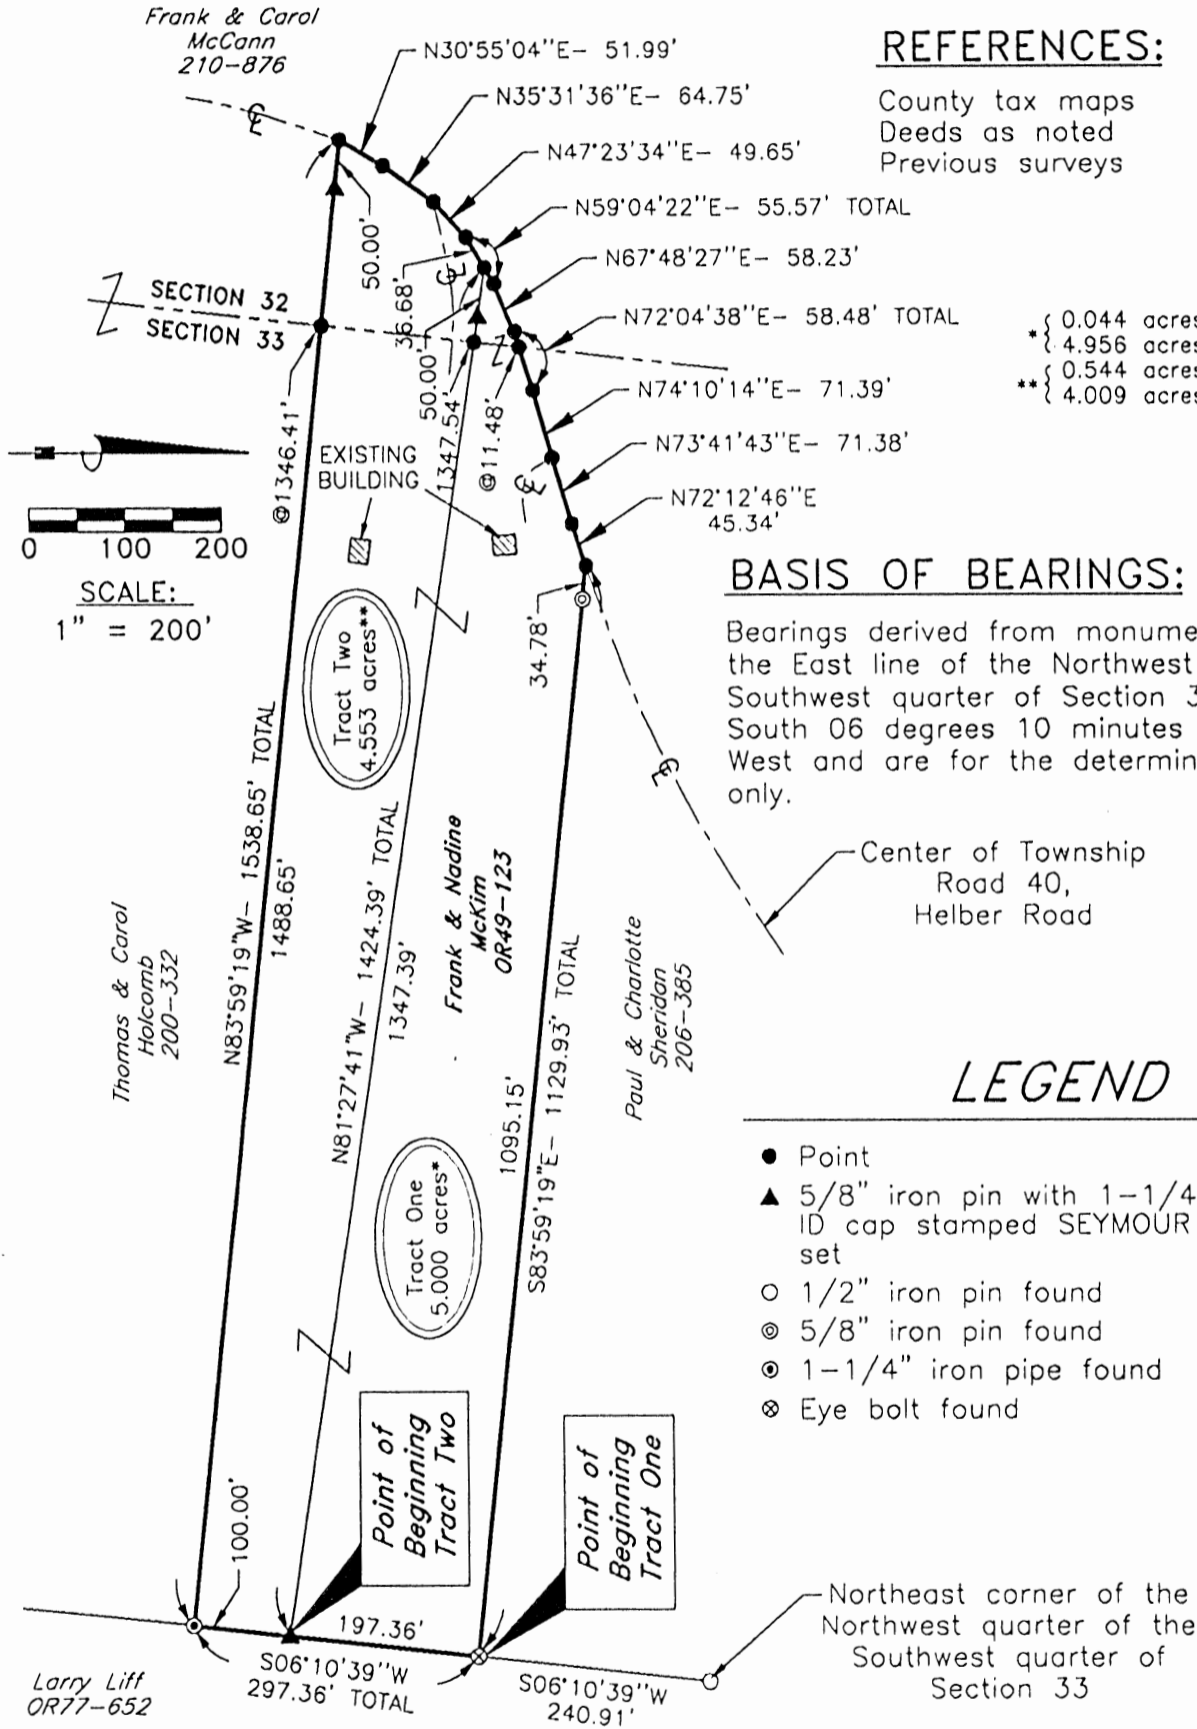 Frank & Carol
McCann
210-876
N30°55'04"E- 51.99'
N35°31'36"E- 64.75'
N47°23'34"E- 49.65'
N59°04'22"E- 55.57' TOTAL
N67°48'27"E- 58.23'
N72°04'38"E- 58.48' TOTAL
N74°10'14"E- 71.39'
N73°41'43"E- 71.38'
N72°12'46"E
45.34'
REFERENCES:
County tax maps
Deeds as noted
Previous surveys
* { 0.044 acres
4.956 acres
** { 0.544 acres
4.009 acres
SECTION 32
SECTION 33
50.00'
36.68'
50.00'
@1346.41'
1347.54'
@11.48'
34.78'
EXISTING
BUILDING
0 100 200
SCALE:
1" = 200'
BASIS OF BEARINGS:
Bearings derived from monume
the East line of the Northwest
Southwest quarter of Section 3
South 06 degrees 10 minutes
West and are for the determin
only.
Center of Township
Road 40,
Helber Road
Tract Two
4.553 acres**
N83°59'19"W- 1538.65' TOTAL
1488.65'
N81°27'41"W- 1424.39' TOTAL
1347.39'
Frank & Nadine
McKim
OR49-123
Thomas & Carol
Holcomb
200-332
Paul & Charlotte
Sheridan
206-385
1095.15'
S83°59'19"E- 1129.93' TOTAL
Tract One
5.000 acres*
LEGEND
Point
5/8" iron pin with 1-1/4
ID cap stamped SEYMOUR
set
1/2" iron pin found
5/8" iron pin found
1-1/4" iron pipe found
Eye bolt found
Point of
Beginning
Tract Two
Point of
Beginning
Tract One
100.00'
197.36'
S06°10'39"W
297.36' TOTAL
S06°10'39"W
240.91'
Larry Liff
OR77-652
Northeast corner of the
Northwest quarter of the
Southwest quarter of
Section 33